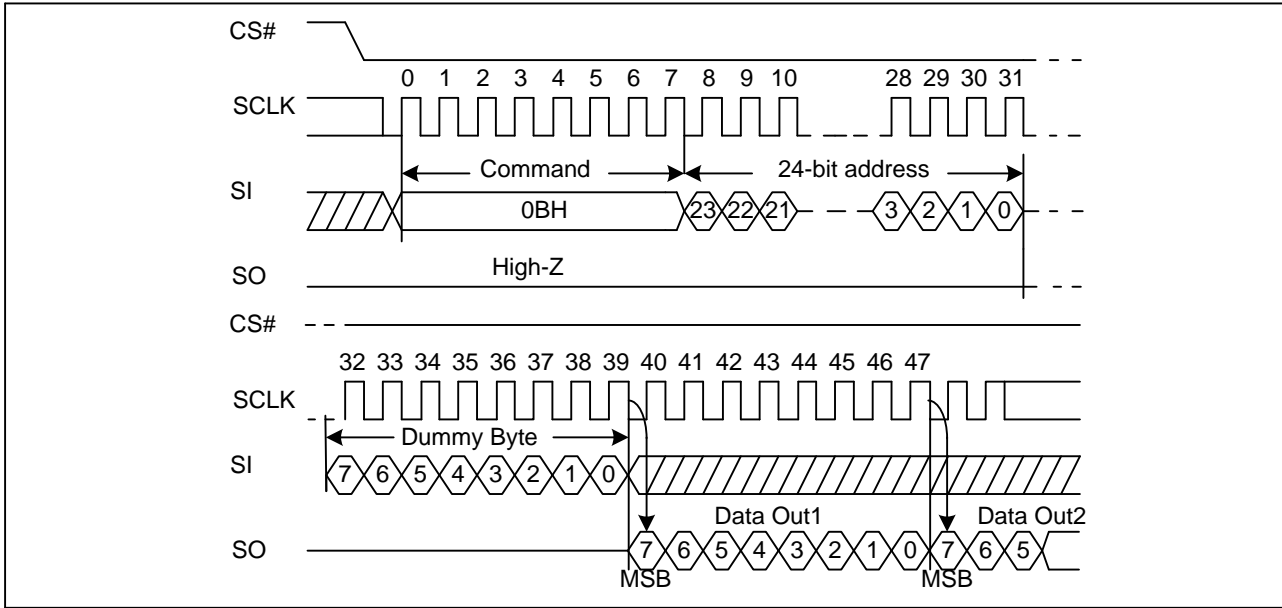 CS#
0 1 2 3 4 5 6 7 8 9 10 28 29 30 31
SCLK
Command 24-bit address
SI
0BH 23 22 21 3 2 1 0
High-Z
SO
CS#
32 33 34 35 36 37 38 39 40 41 42 43 44 45 46 47
SCLK
Dummy Byte
SI
7 6 5 4 3 2 1 0
Data Out1 Data Out2
SO
7 6 5 4 3 2 1 0 7 6 5
MSB MSB